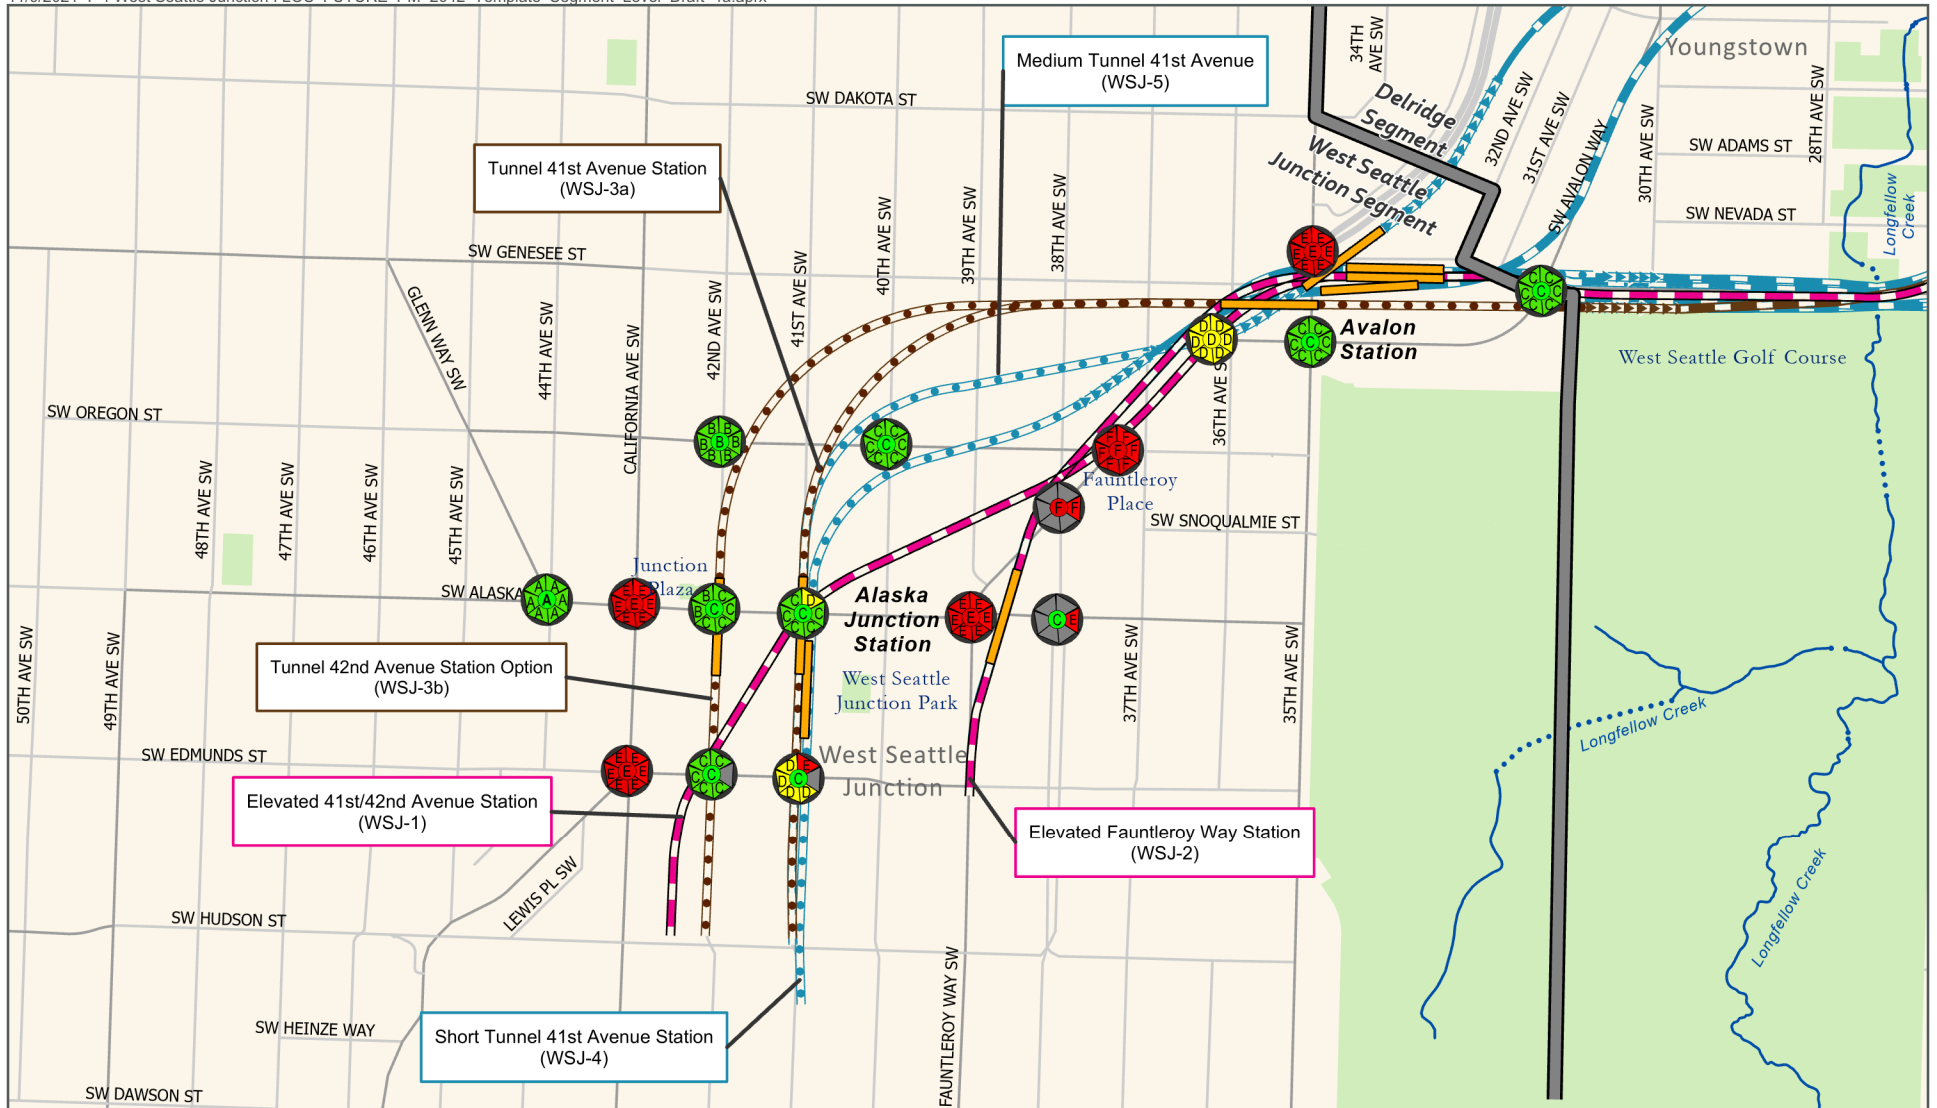 Medium Tunnel 41st Avenue
(WSJ-5)
34TH
AVE SW
Youngstown
SW DAKOTA ST
Delridge
Segment
West Seattle
Junction Segment
32ND AVE SW
31ST AVE SW
SW AVALON WAY
30TH AVE SW
28TH AVE SW
SW ADAMS ST
SW NEVADA ST
Longfellow
Creek
Tunnel 41st Avenue Station
(WSJ-3a)
SW GENESEE ST
GLENN WAY SW
44TH AVE SW
CALIFORNIA AVE SW
42ND AVE SW
41ST AVE SW
40TH AVE SW
39TH AVE SW
38TH AVE SW
36TH AVE S
Avalon
Station
West Seattle Golf Course
SW OREGON ST
48TH AVE SW
47TH AVE SW
46TH AVE SW
45TH AVE SW
Fauntleroy
Place
SW SNOQUALMIE ST
Junction
Plaza
SW ALASKA
Alaska
Junction
Station
50TH AVE SW
49TH AVE SW
37TH AVE SW
35TH AVE SW
Tunnel 42nd Avenue Station Option
(WSJ-3b)
West Seattle
Junction Park
Longfellow Creek
SW EDMUNDS ST
West Seattle
Junction
Elevated 41st/42nd Avenue Station
(WSJ-1)
Elevated Fauntleroy Way Station
(WSJ-2)
LEWIS PL SW
Longfellow Creek
SW HUDSON ST
FAUNTLEROY WAY SW
SW HEINZE WAY
Short Tunnel 41st Avenue Station
(WSJ-4)
SW DAWSON ST